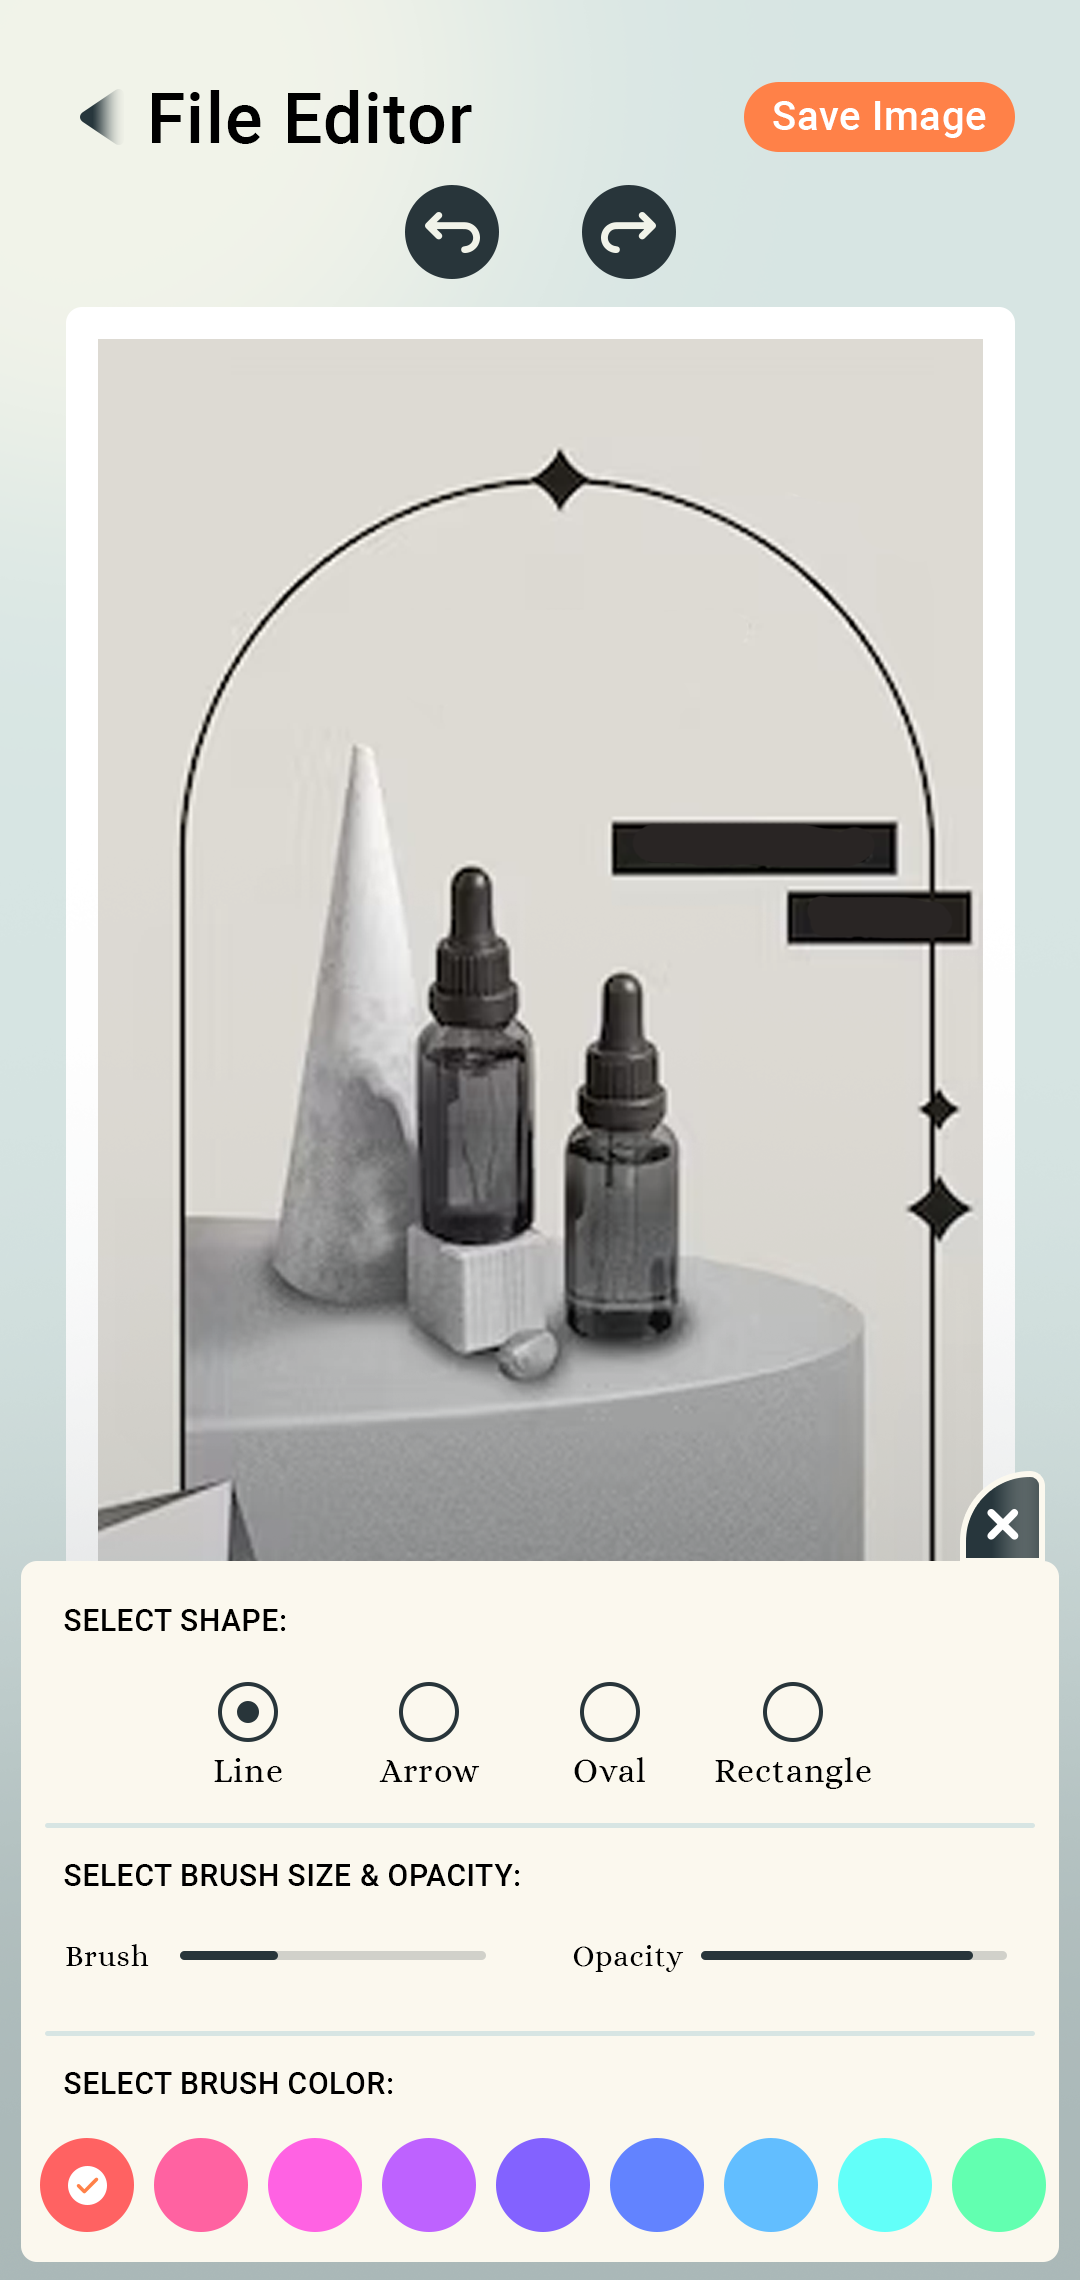 File Editor
Save Image
SELECT SHAPE:
Line
Arrow
Oval
Rectangle
SELECT BRUSH SIZE & OPACITY:
Brush
Opacity
SELECT BRUSH COLOR: